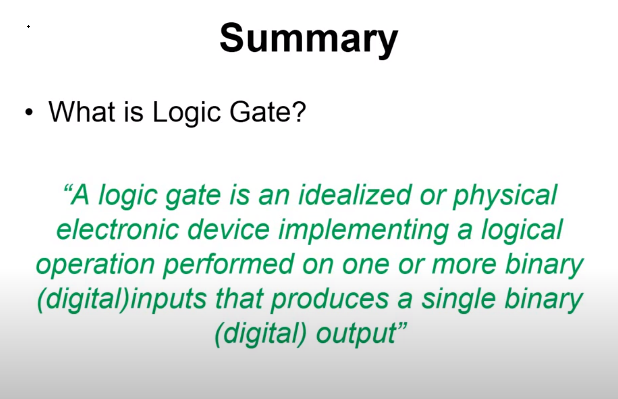 Summary
• What is Logic Gate?
“A logic gate is an idealized or physical
electronic device implementing a logical
operation performed on one or more binary
(digital)inputs that produces a single binary
(digital) output”